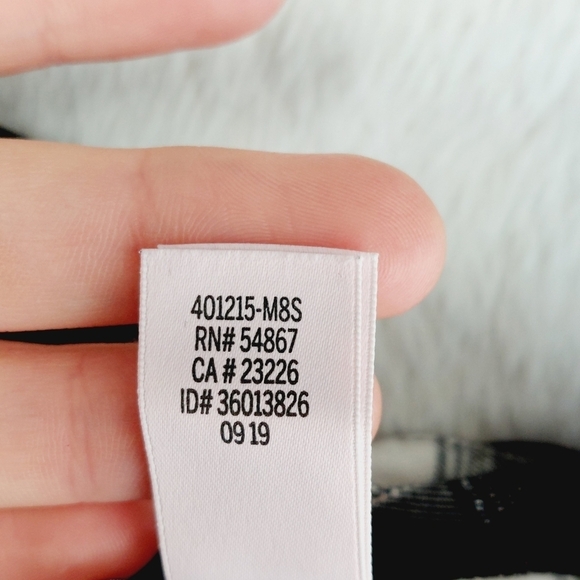 401215-M8S
RN# 54867
CA # 23226
ID# 36013826
09 19